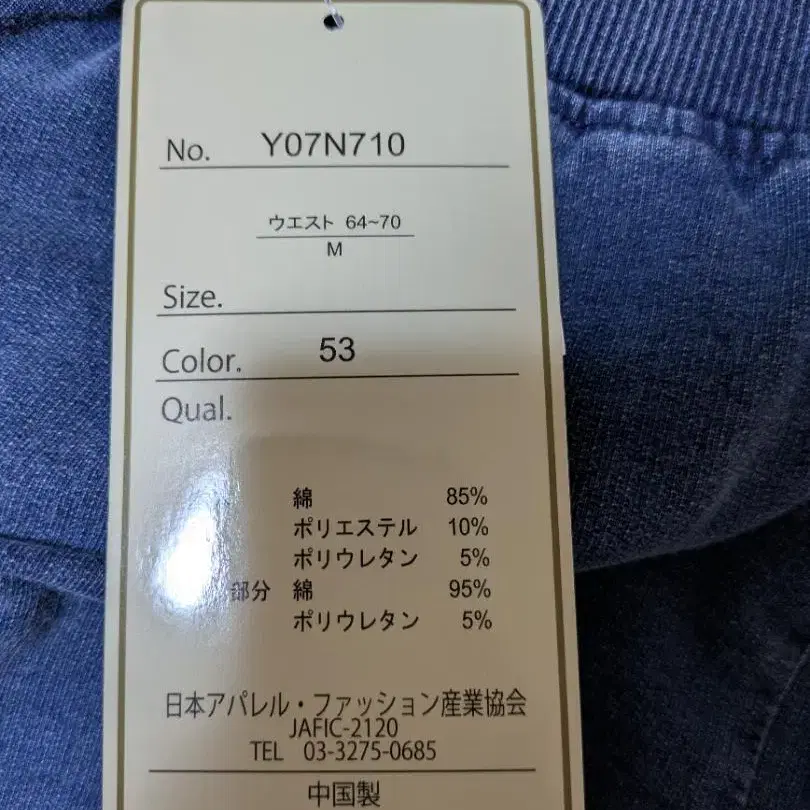 No. Y07N710
ウエスト 64~70
M
Size.
Color. 53
Qual.
綿 85%
ポリエステル 10%
ポリウレタン 5%
部分 綿 95%
ポリウレタン 5%
日本アパレル・ファッション産業協会
JAFIC-2120
TEL 03-3275-0685
中国製